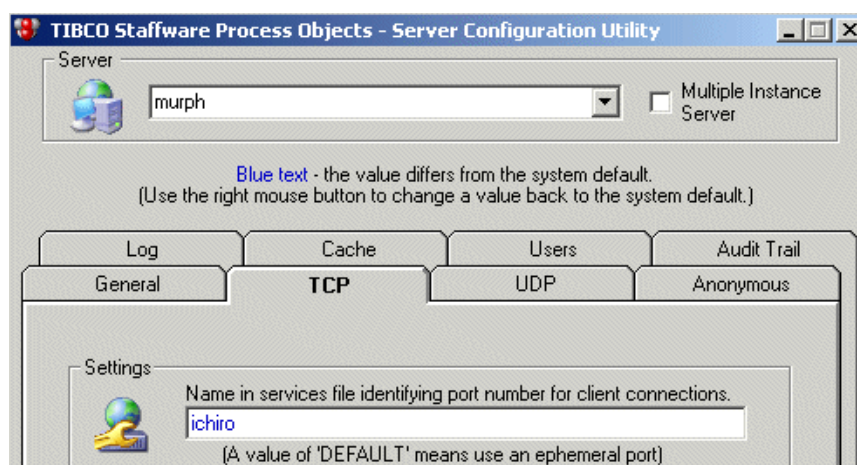 TIBCO Staffware Process Objects - Server Configuration Utility
Server
murph
Multiple Instance
Server
Blue text - the value differs from the system default.
(Use the right mouse button to change a value back to the system default.)
Log Cache Users Audit Trail
General TCP UDP Anonymous
Settings
Name in services file identifying port number for client connections.
ichiro
(A value of 'DEFAULT' means use an ephemeral port)